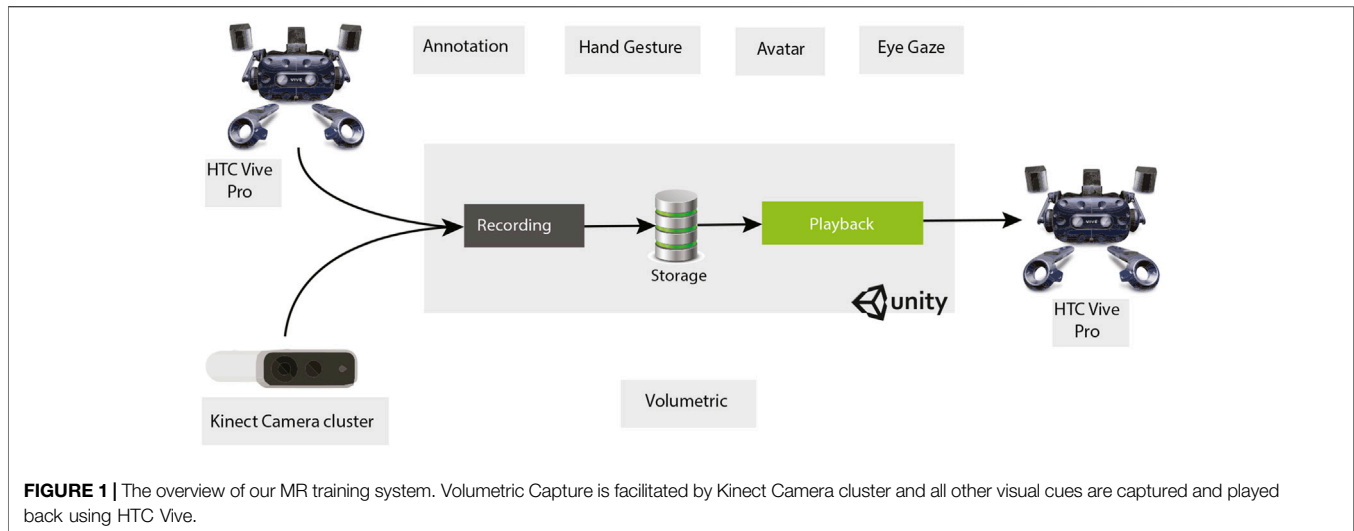 Annotation
Hand Gesture
Avatar
Eye Gaze
VIVE
HTC Vive
Pro
Recording
Storage
Playback
unity
VIVE
HTC Vive
Pro
Kinect Camera cluster
Volumetric
FIGURE 1 | The overview of our MR training system. Volumetric Capture is facilitated by Kinect Camera cluster and all other visual cues are captured and played
back using HTC Vive.